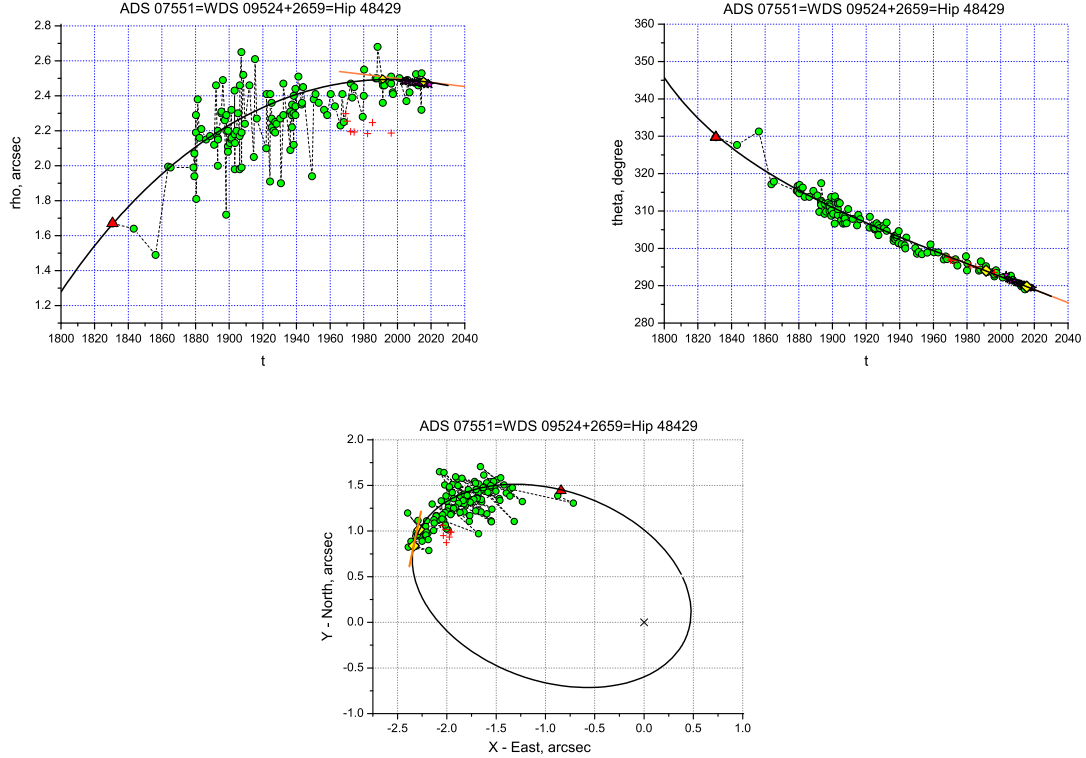 ADS 07551=WDS 09524+2659=Hip 48429
2.8
2.6
2.4
2.2
2.0
1.8
1.6
1.4
1.2
rho, arcsec
1800 1820 1840 1860 1880 1900 1920 1940 1960 1980 2000 2020 2040
t
ADS 07551=WDS 09524+2659=Hip 48429
360
350
340
330
320
310
300
290
280
theta, degree
1800 1820 1840 1860 1880 1900 1920 1940 1960 1980 2000 2020 2040
t
ADS 07551=WDS 09524+2659=Hip 48429
2.0
1.5
1.0
0.5
0.0
-0.5
-1.0
Y - North, arcsec
-2.5 -2.0 -1.5 -1.0 -0.5 0.0 0.5 1.0
X - East, arcsec